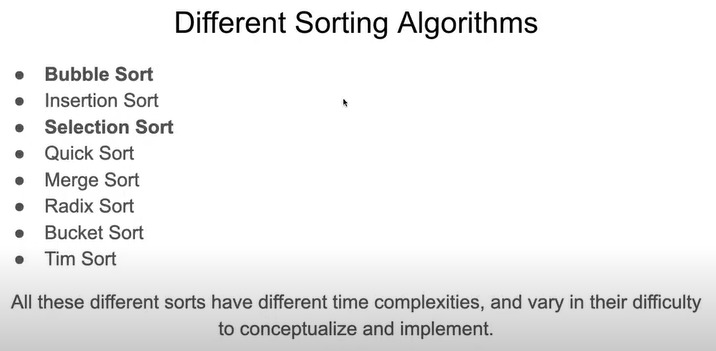 Different Sorting Algorithms
● Bubble Sort
● Insertion Sort
● Selection Sort
● Quick Sort
● Merge Sort
● Radix Sort
● Bucket Sort
● Tim Sort
All these different sorts have different time complexities, and vary in their difficulty
to conceptualize and implement.